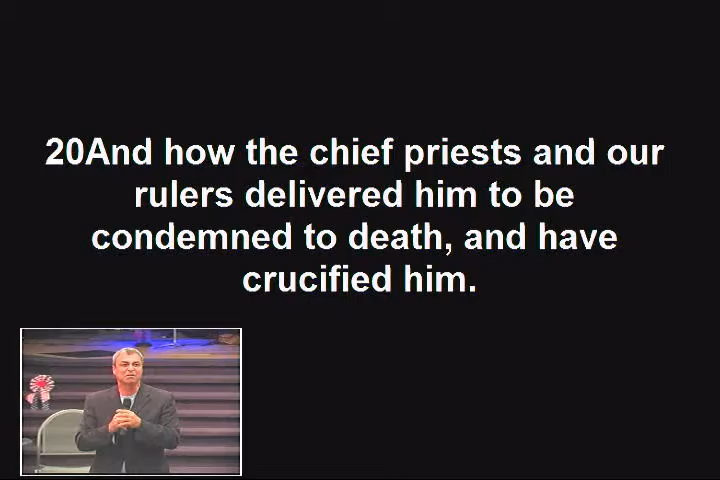 20And how the chief priests and our
rulers delivered him to be
condemned to death, and have
crucified him.